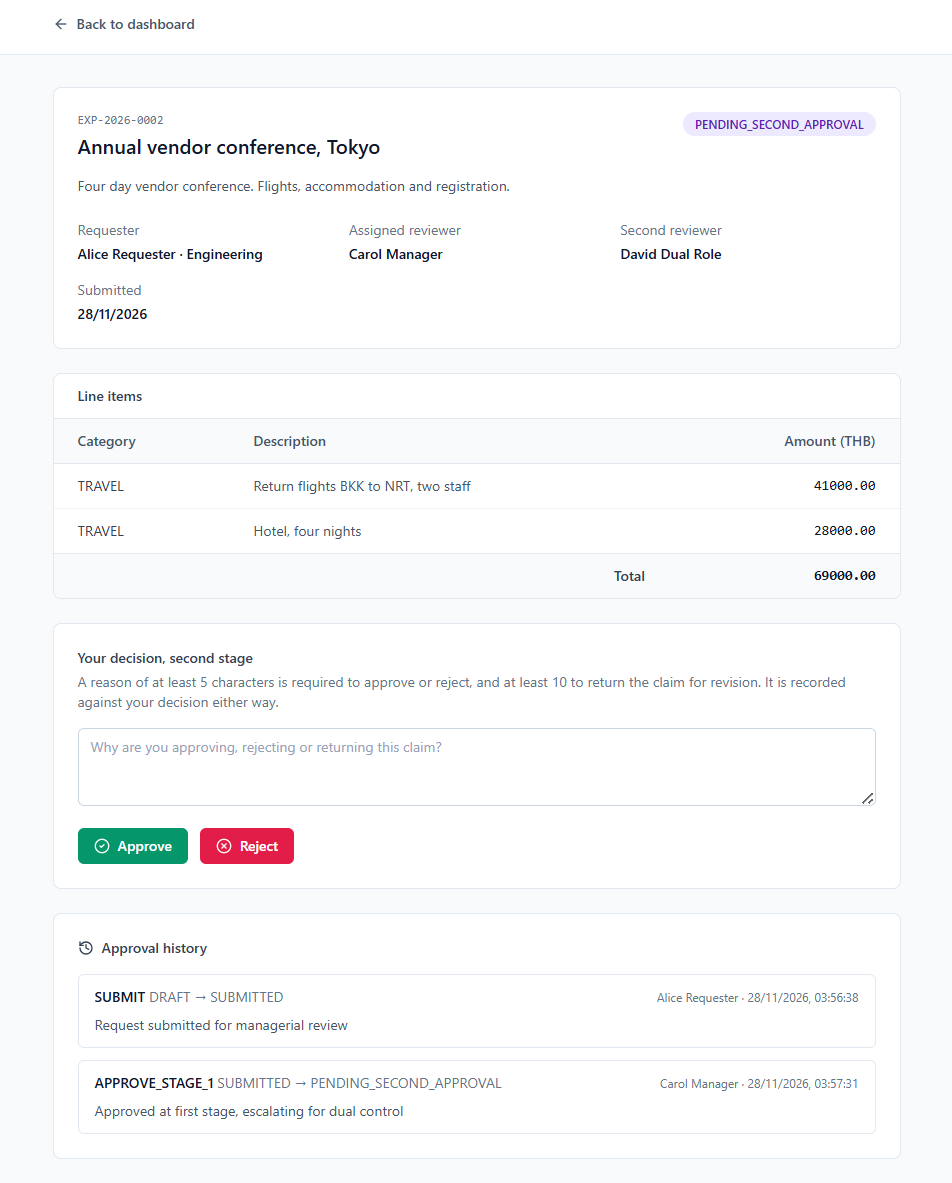 Back to dashboard
EXP-2026-0002
PENDING_SECOND_APPROVAL
Annual vendor conference, Tokyo
Four day vendor conference. Flights, accommodation and registration.
Requester
Assigned reviewer
Second reviewer
Alice Requester · Engineering
Carol Manager
David Dual Role
Submitted
28/11/2026
Line items
Category Description Amount (THB)
TRAVEL Return flights BKK to NRT, two staff 41000.00
TRAVEL Hotel, four nights 28000.00
Total 69000.00
Your decision, second stage
A reason of at least 5 characters is required to approve or reject, and at least 10 to return the claim for revision. It is recorded
against your decision either way.
Why are you approving, rejecting or returning this claim?
Approve
Reject
Approval history
SUBMIT DRAFT → SUBMITTED
Alice Requester · 28/11/2026, 03:56:38
Request submitted for managerial review
APPROVE_STAGE_1 SUBMITTED → PENDING_SECOND_APPROVAL
Carol Manager · 28/11/2026, 03:57:31
Approved at first stage, escalating for dual control